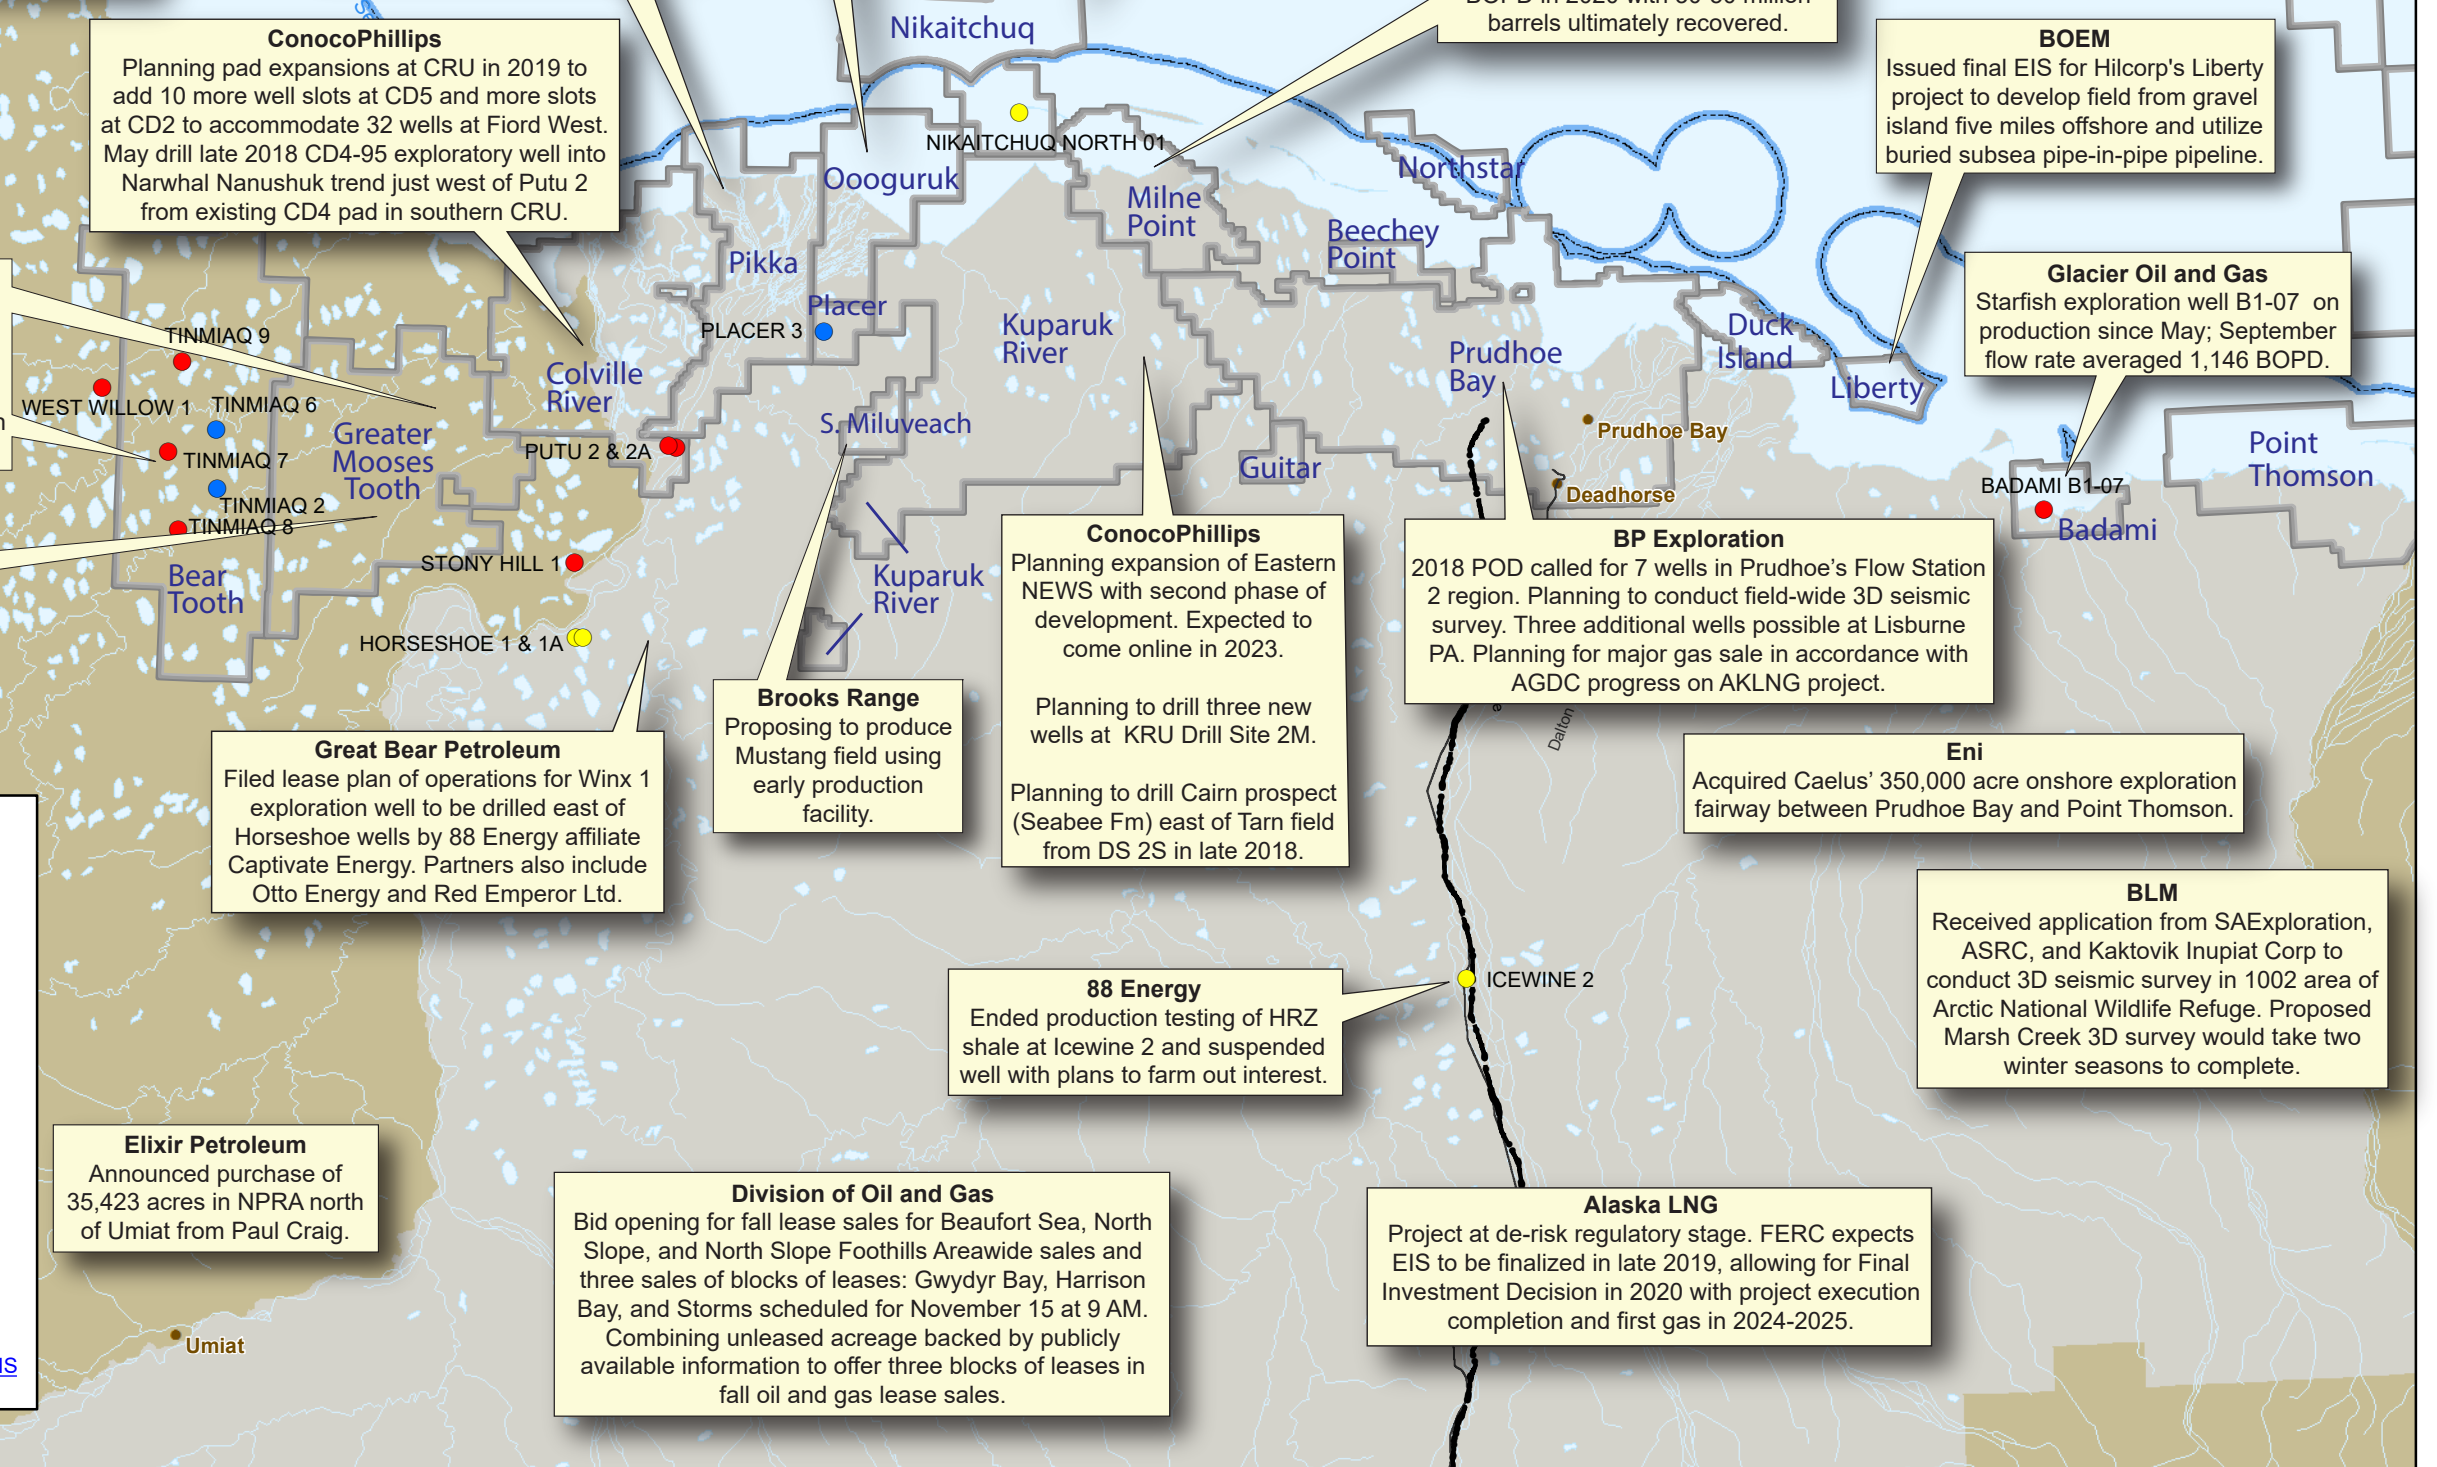 BOPD in 2020 with 30-60 million
barrels ultimately recovered.
Nikaitchuq
ConocoPhillips
Planning pad expansions at CRU in 2019 to
add 10 more well slots at CD5 and more slots
at CD2 to accommodate 32 wells at Fiord West.
May drill late 2018 CD4-95 exploratory well into
Narwhal Nanushuk trend just west of Putu 2
from existing CD4 pad in southern CRU.
BOEM
Issued final EIS for Hilcorp's Liberty
project to develop field from gravel
island five miles offshore and utilize
buried subsea pipe-in-pipe pipeline.
NIKAITCHUQ NORTH 01
Oooguruk
Milne
Point
Northstar
Beechey
Point
Pikka
Placer
PLACER 3
Kuparuk
River
Glacier Oil and Gas
Starfish exploration well B1-07 on
production since May; September
flow rate averaged 1,146 BOPD.
Duck
Island
Liberty
Prudhoe
Bay
Prudhoe Bay
Deadhorse
TINMIAQ 9
WEST WILLOW 1
TINMIAQ 6
TINMIAQ 7
TINMIAQ 2
TINMIAQ 8
Greater
Mooses
Tooth
Colville
River
PUTU 2 & 2A
S. Miluveach
Guitar
Point
Thomson
BADAMI B1-07
Badami
Bear
Tooth
STONY HILL 1
HORSESHOE 1 & 1A
Kuparuk
River
ConocoPhillips
Planning expansion of Eastern
NEWS with second phase of
development. Expected to
come online in 2023.
Planning to drill three new
wells at KRU Drill Site 2M.
Planning to drill Cairn prospect
(Seabee Fm) east of Tarn field
from DS 2S in late 2018.
BP Exploration
2018 POD called for 7 wells in Prudhoe's Flow Station
2 region. Planning to conduct field-wide 3D seismic
survey. Three additional wells possible at Lisburne
PA. Planning for major gas sale in accordance with
AGDC progress on AKLNG project.
Dalton
Brooks Range
Proposing to produce
Mustang field using
early production
facility.
Great Bear Petroleum
Filed lease plan of operations for Winx 1
exploration well to be drilled east of
Horseshoe wells by 88 Energy affiliate
Captivate Energy. Partners also include
Otto Energy and Red Emperor Ltd.
Eni
Acquired Caelus' 350,000 acre onshore exploration
fairway between Prudhoe Bay and Point Thomson.
BLM
Received application from SAExploration,
ASRC, and Kaktovik Inupiat Corp to
conduct 3D seismic survey in 1002 area of
Arctic National Wildlife Refuge. Proposed
Marsh Creek 3D survey would take two
winter seasons to complete.
88 Energy
Ended production testing of HRZ
shale at Icewine 2 and suspended
well with plans to farm out interest.
ICEWINE 2
Elixir Petroleum
Announced purchase of
35,423 acres in NPRA north
of Umiat from Paul Craig.
Division of Oil and Gas
Bid opening for fall lease sales for Beaufort Sea, North
Slope, and North Slope Foothills Areawide sales and
three sales of blocks of leases: Gwydyr Bay, Harrison
Bay, and Storms scheduled for November 15 at 9 AM.
Combining unleased acreage backed by publicly
available information to offer three blocks of leases in
fall oil and gas lease sales.
Alaska LNG
Project at de-risk regulatory stage. FERC expects
EIS to be finalized in late 2019, allowing for Final
Investment Decision in 2020 with project execution
completion and first gas in 2024-2025.
Umiat